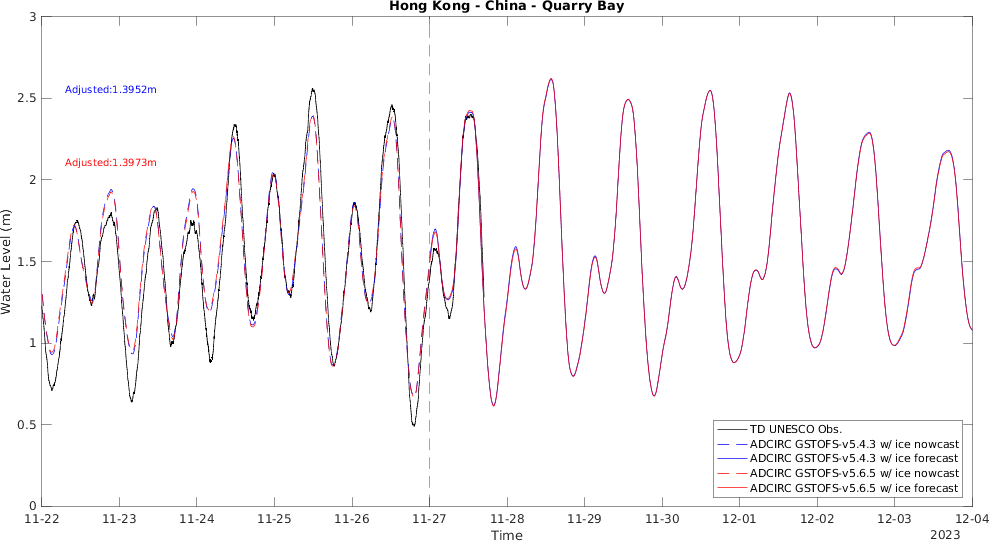 Hong Kong - China - Quarry Bay
3
2.5
2
1.5
1
0.5
0
Water Level (m)
Adjusted:1.3952m
Adjusted:1.3973m
TD UNESCO Obs.
ADCIRC GSTOFS-v5.4.3 w/ ice nowcast
ADCIRC GSTOFS-v5.4.3 w/ ice forecast
ADCIRC GSTOFS-v5.6.5 w/ ice nowcast
ADCIRC GSTOFS-v5.6.5 w/ ice forecast
11-22 11-23 11-24 11-25 11-26 11-27 11-28 11-29 11-30 12-01 12-02 12-03 12-04
Time
2023